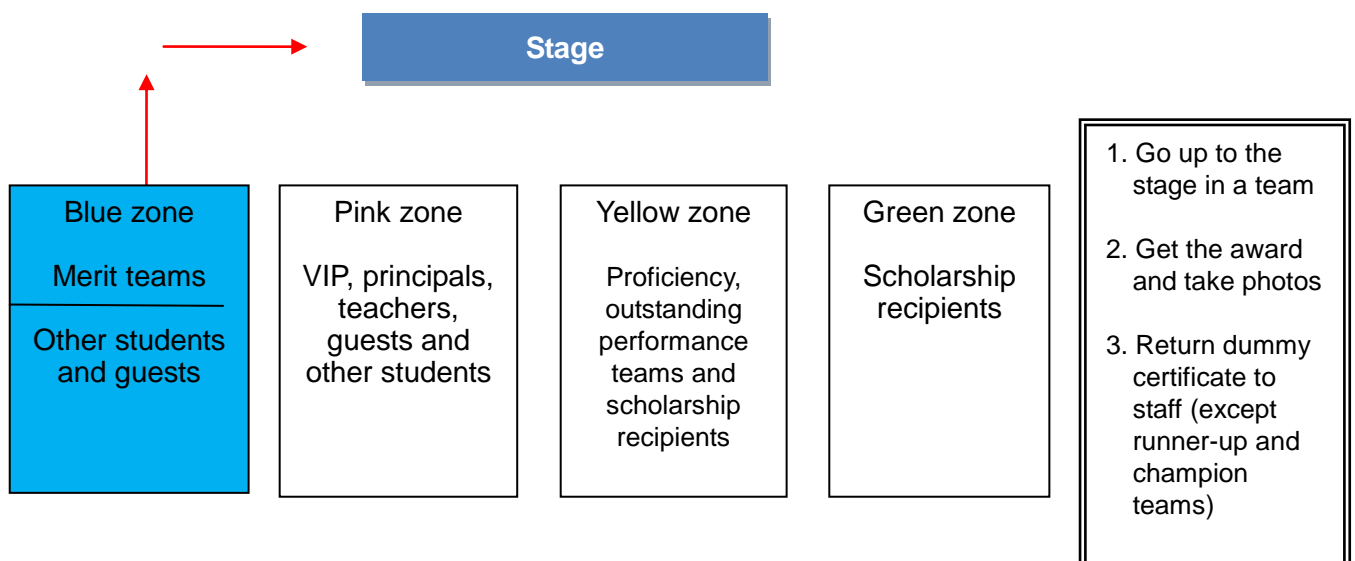 Stage
Blue zone
Merit teams
Other students
and guests
Pink zone
VIP, principals,
teachers,
guests and
other students
Yellow zone
Proficiency,
outstanding
performance
teams and
scholarship
recipients
Green zone
Scholarship
recipients
1. Go up to the
stage in a team
2. Get the award
and take photos
3. Return dummy
certificate to
staff (except
runner-up and
champion
teams)